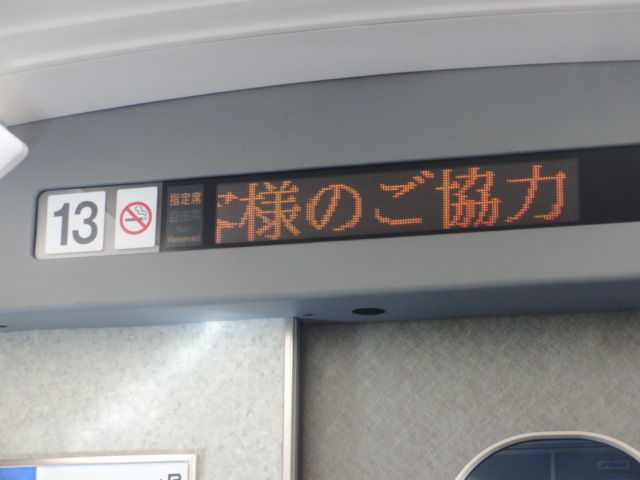 13
指定席
自由席
Non-
Reserved
様のご協力